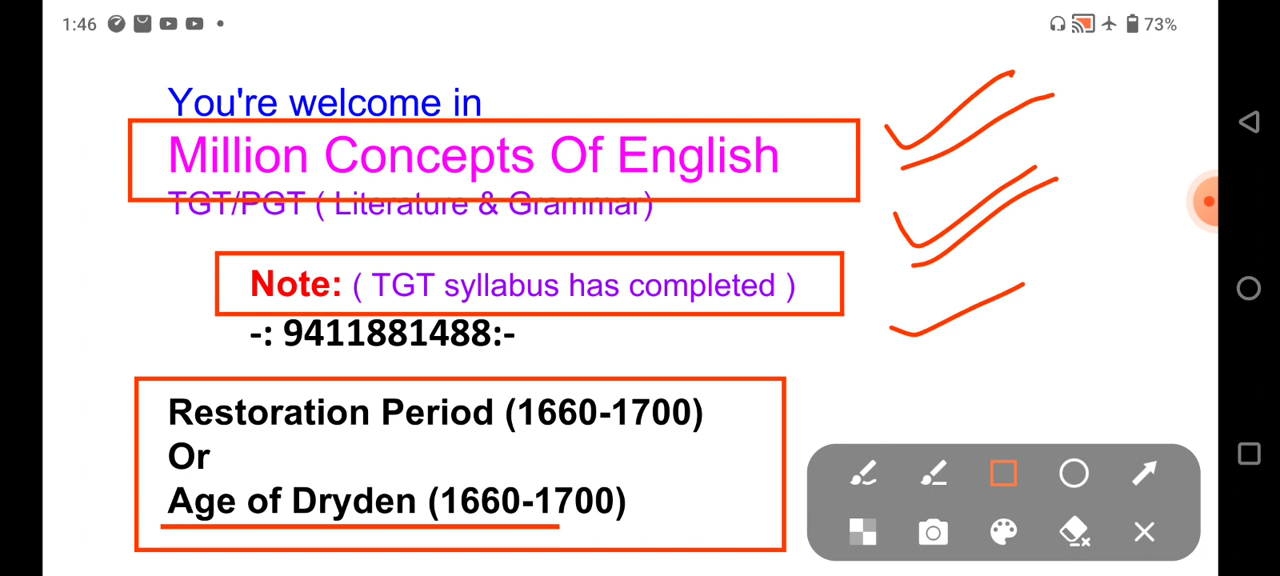 1:46
73%
You're welcome in
Million Concepts Of English
TGT/PGT ( Literature & Grammar)
Note: ( TGT syllabus has completed )
-: 9411881488:-
Restoration Period (1660-1700)
Or
Age of Dryden (1660-1700)